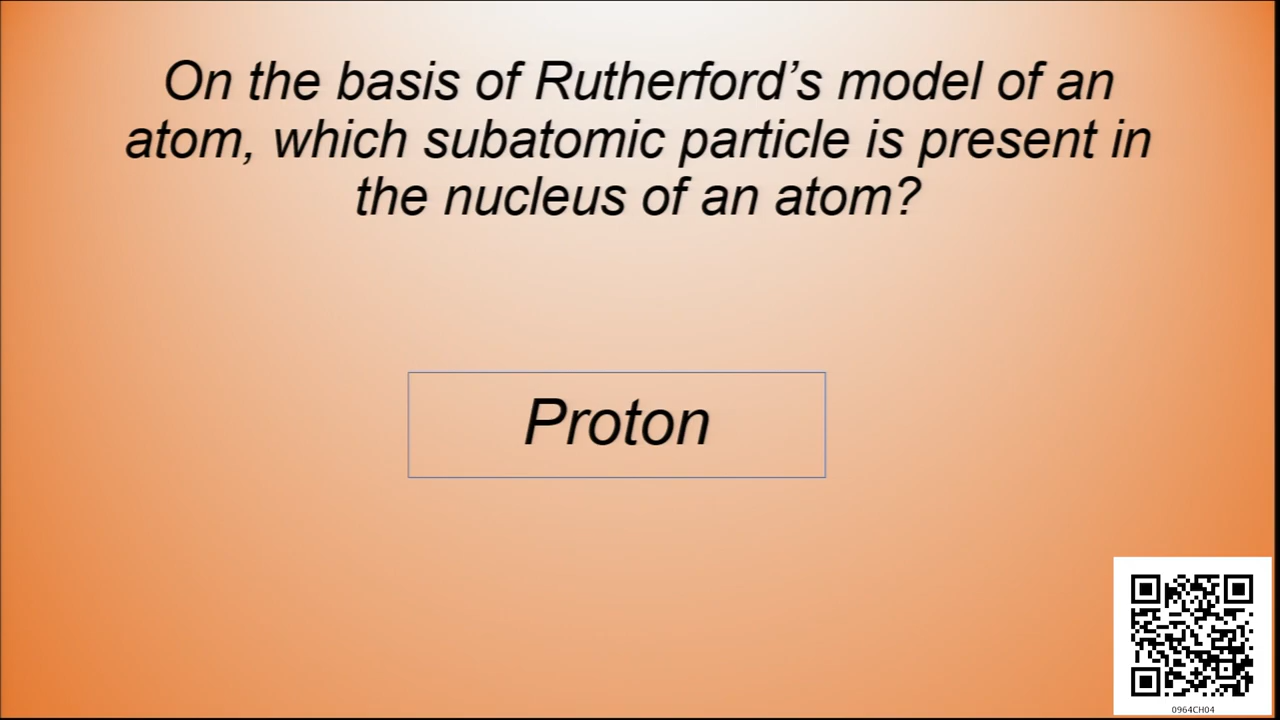 On the basis of Rutherford’s model of an
atom, which subatomic particle is present in
the nucleus of an atom?
Proton
0964CH04